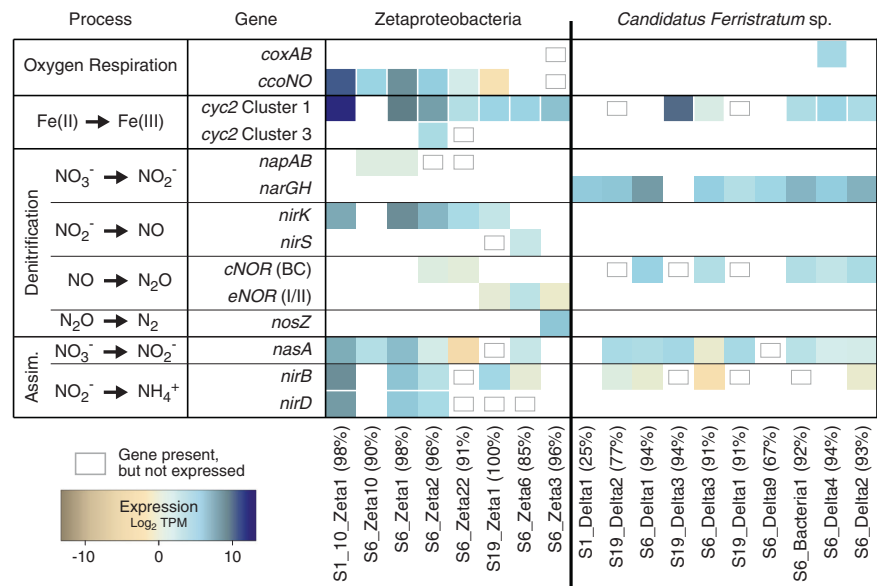 Process Gene Zetaproteobacteria Candidatus Ferristratum sp.
Oxygen Respiration
coxAB
ccoNO
Fe(II) → Fe(III)
cyc2 Cluster 1
cyc2 Cluster 3
Denitrification
NO₃⁻ → NO₂⁻
napAB
narGH
NO₂⁻ → NO
nirK
nirS
NO → N₂O
cNOR (BC)
eNOR (I/II)
N₂O → N₂
nosZ
Assim.
NO₃⁻ → NO₂⁻
nasA
NO₂⁻ → NH₄⁺
nirB
nirD
Gene present,
but not expressed
Expression
Log₂ TPM
-10 0 10
S1_10_Zeta1 (98%)
S6_Zeta10 (90%)
S6_Zeta1 (98%)
S6_Zeta2 (96%)
S6_Zeta22 (91%)
S19_Zeta1 (100%)
S6_Zeta6 (85%)
S6_Zeta3 (96%)
S1_Delta1 (25%)
S19_Delta2 (77%)
S6_Delta1 (94%)
S19_Delta3 (94%)
S6_Delta3 (91%)
S19_Delta1 (91%)
S6_Delta9 (67%)
S6_Bacteria1 (92%)
S6_Delta4 (94%)
S6_Delta2 (93%)